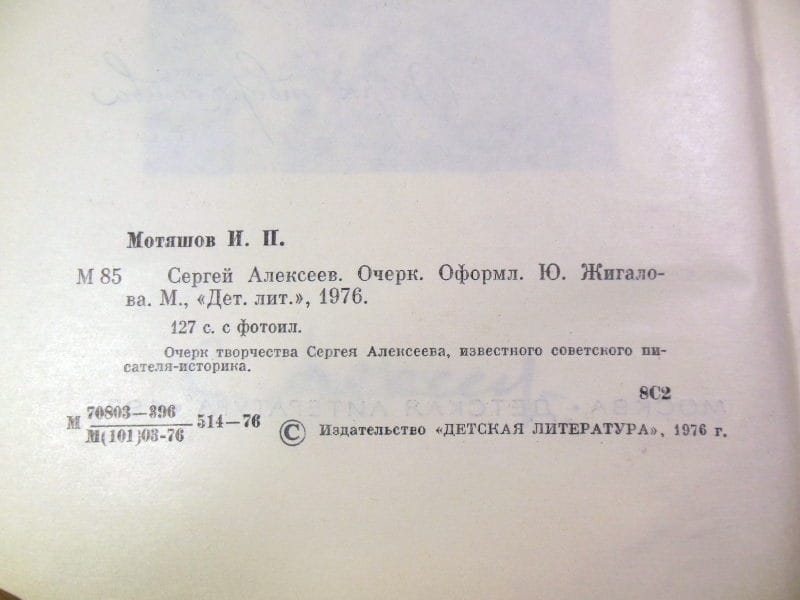 Мотяшов И. П.
М 85 Сергей Алексеев. Очерк. Оформл. Ю. Жигало-
ва. М., «Дет. лит.», 1976.
127 с. с фотоил.
Очерк творчества Сергея Алексеева, известного советского пи-
сателя-историка.
8С2
М 70803—396 514—76
М(101)03-76
© Издательство «ДЕТСКАЯ ЛИТЕРАТУРА», 1976 г.